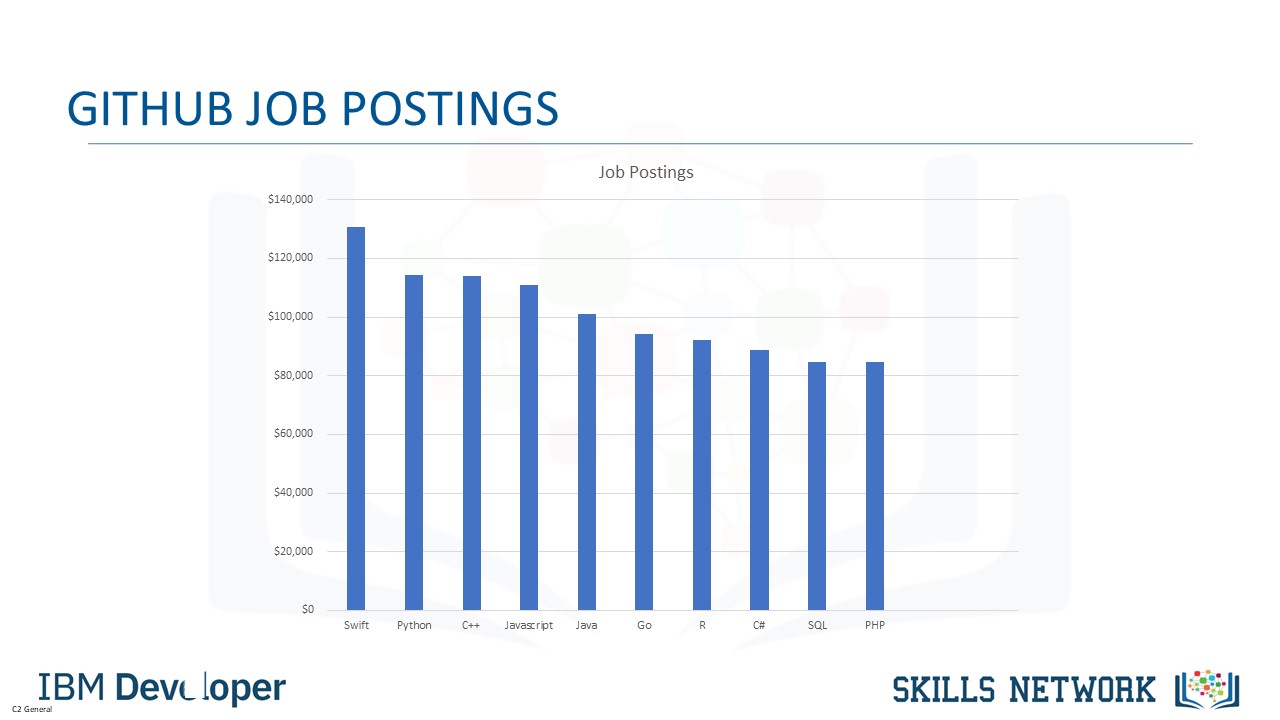 GITHUB JOB POSTINGS
Job Postings
$140,000
$120,000
$100,000
$80,000
$60,000
$40,000
$20,000
$0
Swift Python C++ Javascript Java Go R C# SQL PHP
IBM Developer
SKILLS NETWORK
C2 General